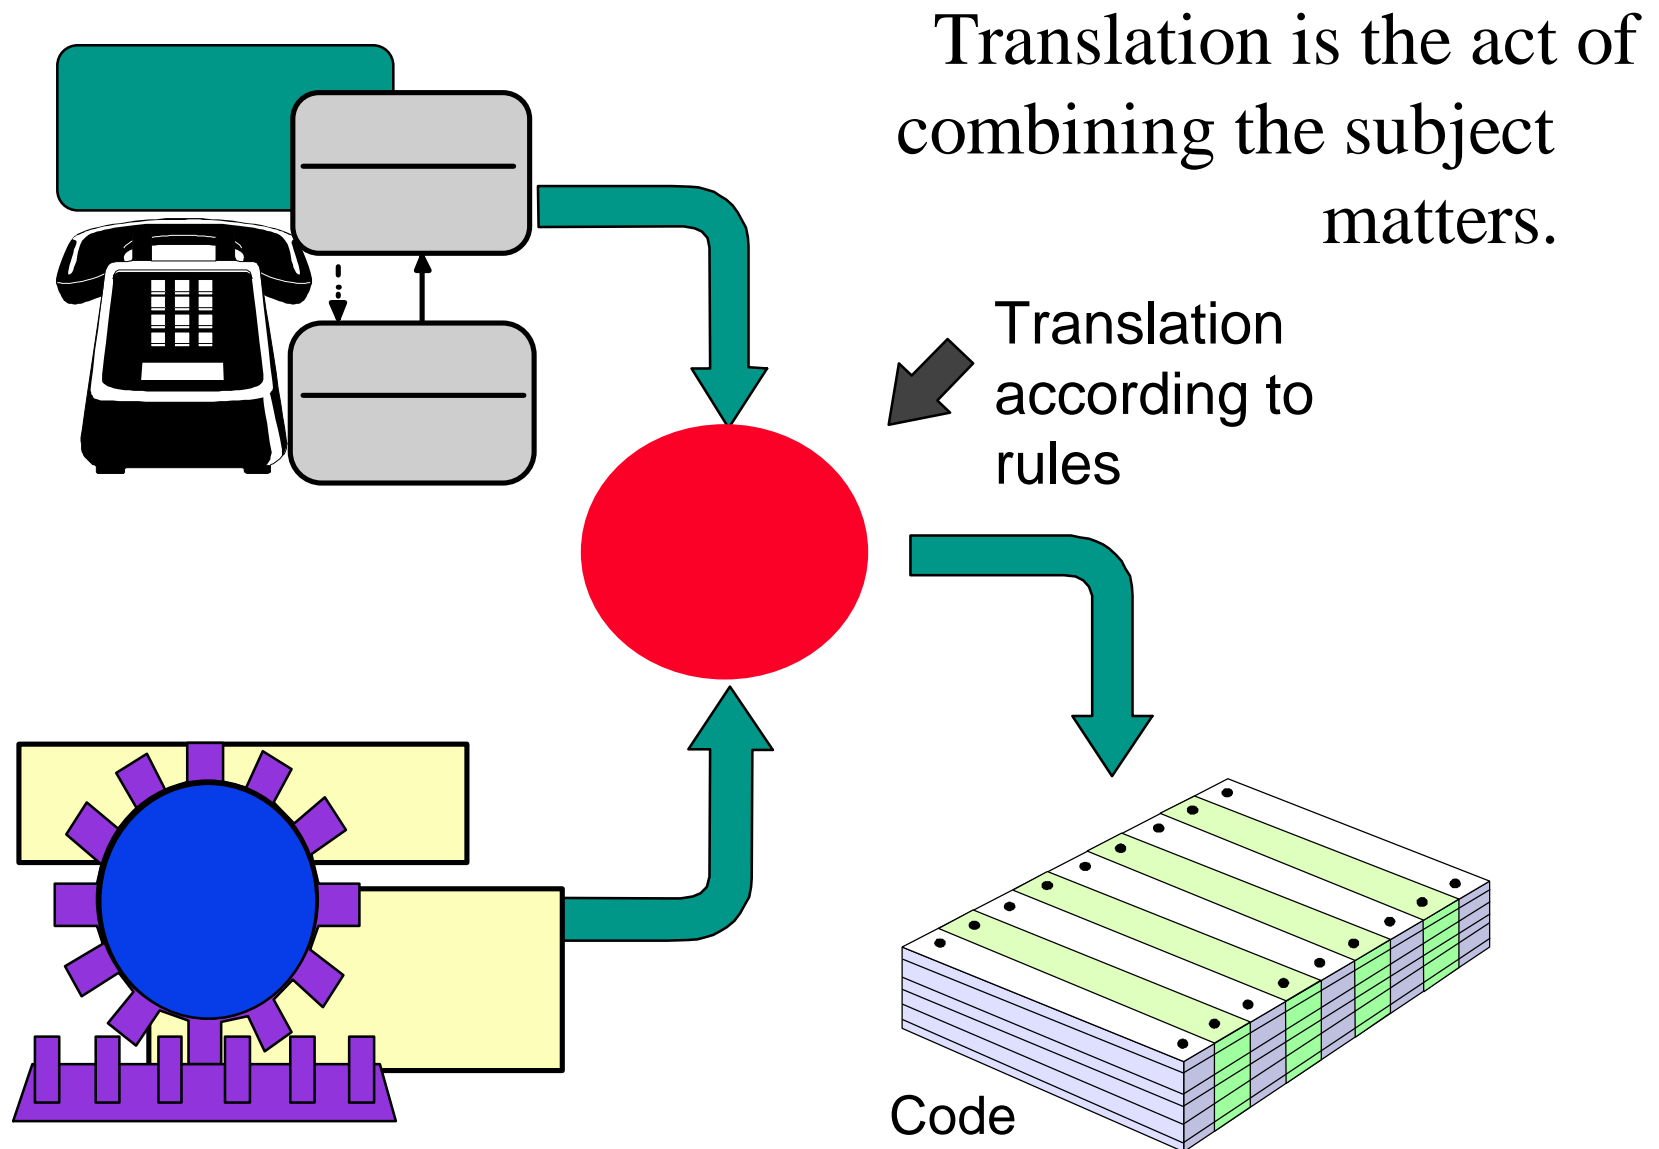 Translation is the act of
combining the subject
matters.
Translation
according to
rules
Code